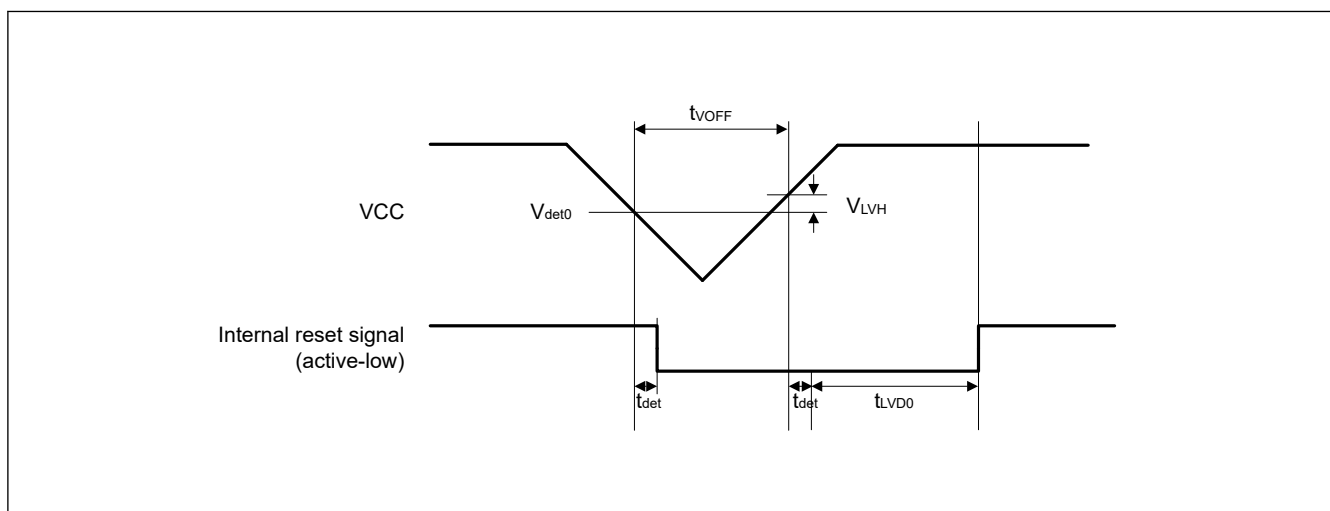 tVOFF
VCC
Vdet0
VLVH
Internal reset signal
(active-low)
tdet
tdet
tLVD0